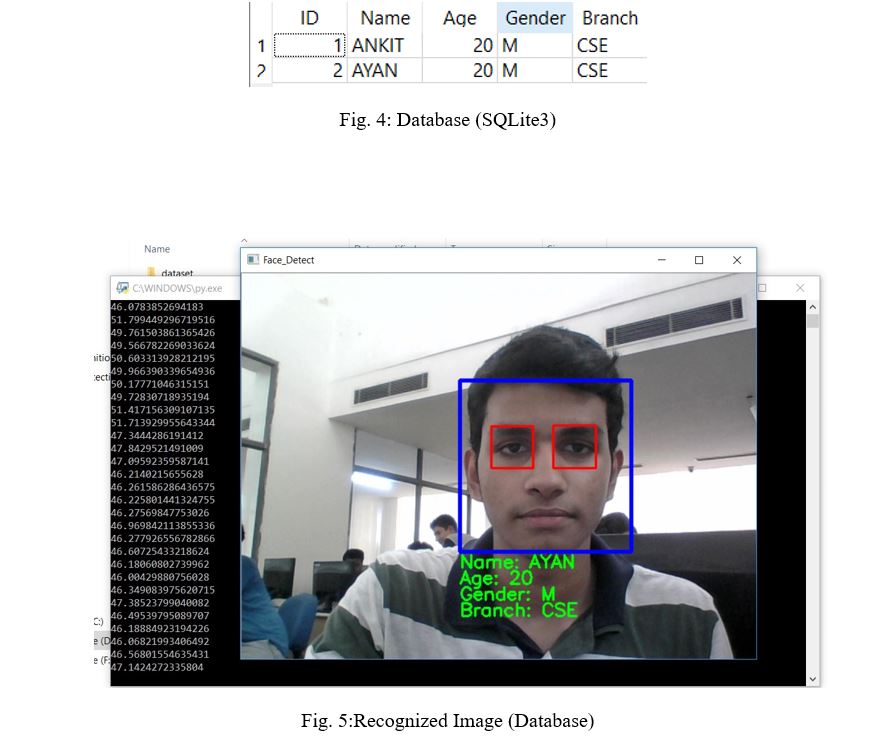 ID Name Age Gender Branch
1 1 ANKIT 20 M CSE
2 2 AYAN 20 M CSE
Fig. 4: Database (SQLite3)
Name
dataset
Face_Detect
C:\WINDOWS\py.exe
46.0783852694183
51.799449296719516
49.761503861365426
49.566782269033624
50.603313928212195
49.966390339654936
50.17771046315151
49.72830718935194
51.417156309107135
51.713929955643344
47.3444286191412
47.8429521491009
47.09592359587141
46.2140215655628
46.261586286436575
46.225801441324755
46.27569847753026
46.969842113855336
46.277926556782866
46.60725433218624
46.18060802739962
46.00429880756028
46.349083975620715
47.38523799040082
46.49539795089707
46.18884923194226
46.06821993406492
46.56801554635431
47.1424272335804
Name: AYAN
Age: 20
Gender: M
Branch: CSE
Fig. 5:Recognized Image (Database)